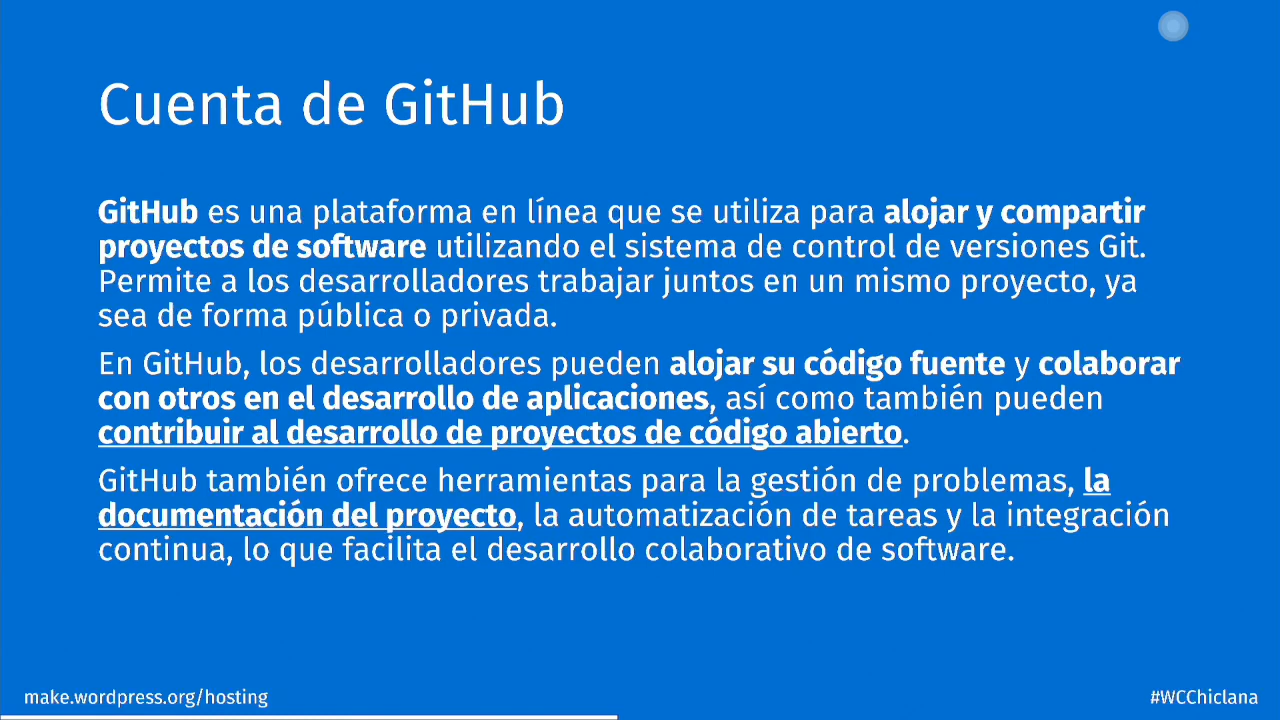 Cuenta de GitHub
GitHub es una plataforma en línea que se utiliza para alojar y compartir
proyectos de software utilizando el sistema de control de versiones Git.
Permite a los desarrolladores trabajar juntos en un mismo proyecto, ya
sea de forma pública o privada.
En GitHub, los desarrolladores pueden alojar su código fuente y colaborar
con otros en el desarrollo de aplicaciones, así como también pueden
contribuir al desarrollo de proyectos de código abierto.
GitHub también ofrece herramientas para la gestión de problemas, la
documentación del proyecto, la automatización de tareas y la integración
continua, lo que facilita el desarrollo colaborativo de software.
make.wordpress.org/hosting
#WCChiclana